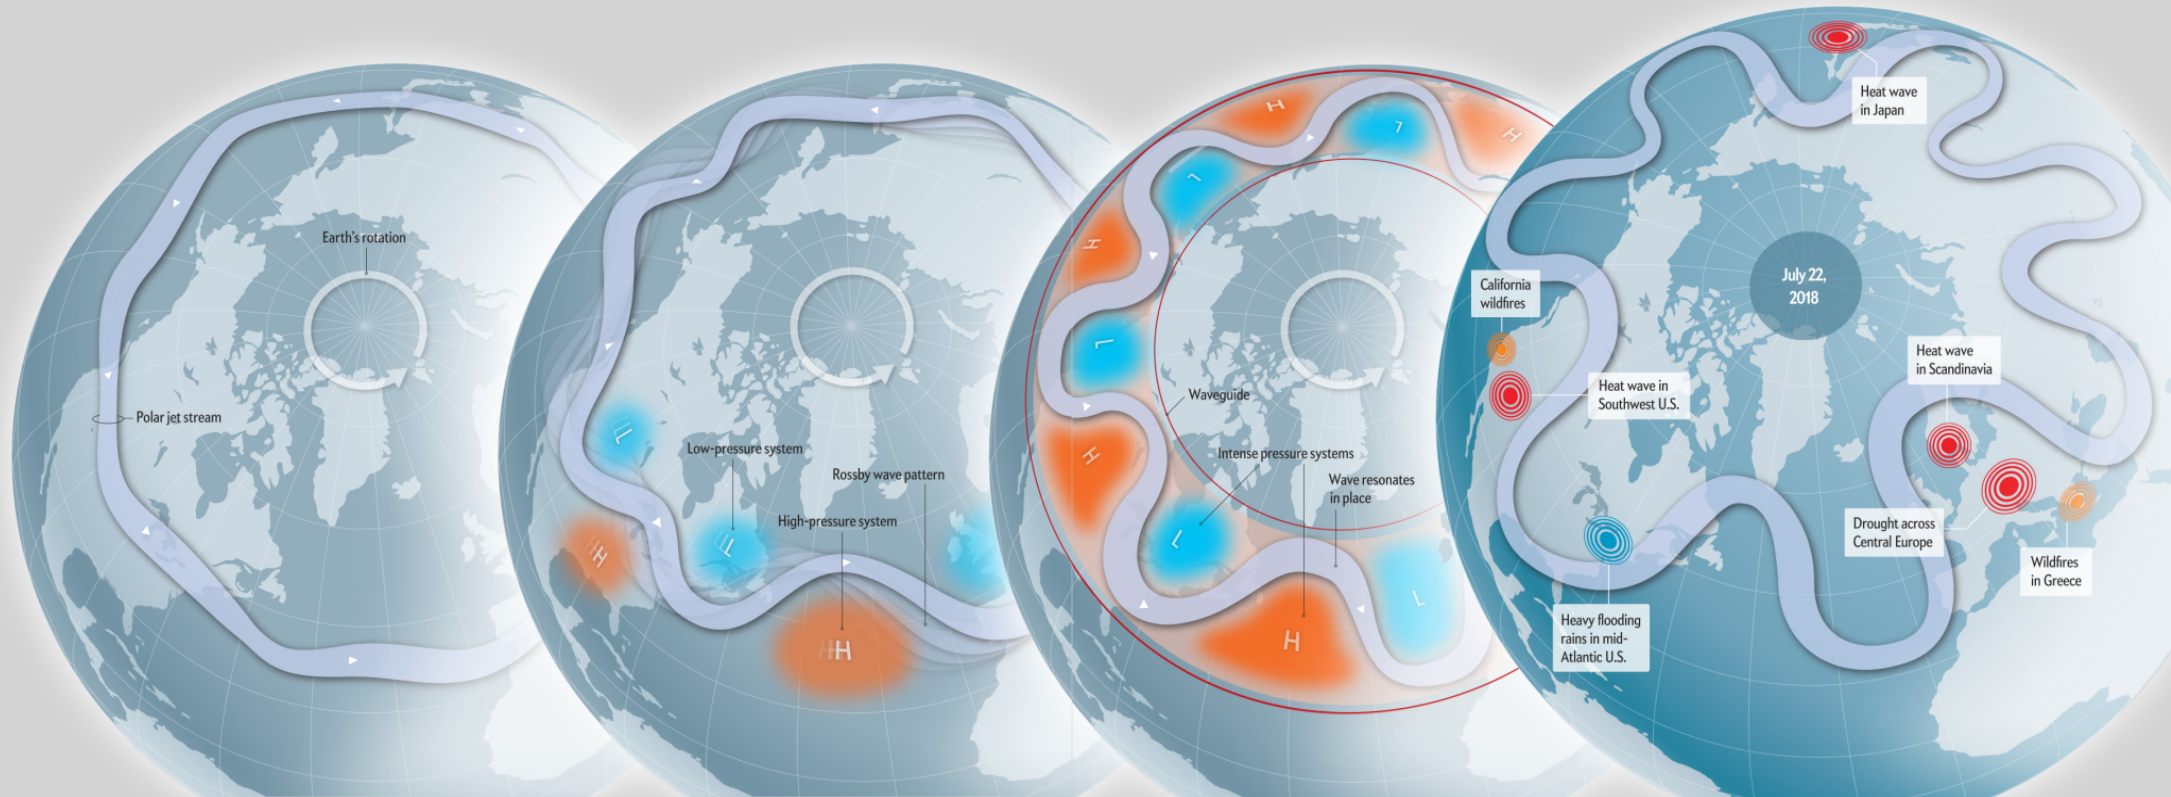 Earth's rotation
Polar jet stream
L
Low-pressure system
Rossby wave pattern
High-pressure system
L
H
H
H
L
H
L
7
H
L
Waveguide
H
Intense pressure systems
Wave resonates
in place
L
H
L
Heat wave
in Japan
July 22,
2018
California
wildfires
Heat wave in
Southwest U.S.
Heat wave
in Scandinavia
Drought across
Central Europe
Wildfires
in Greece
Heavy flooding
rains in mid-
Atlantic U.S.